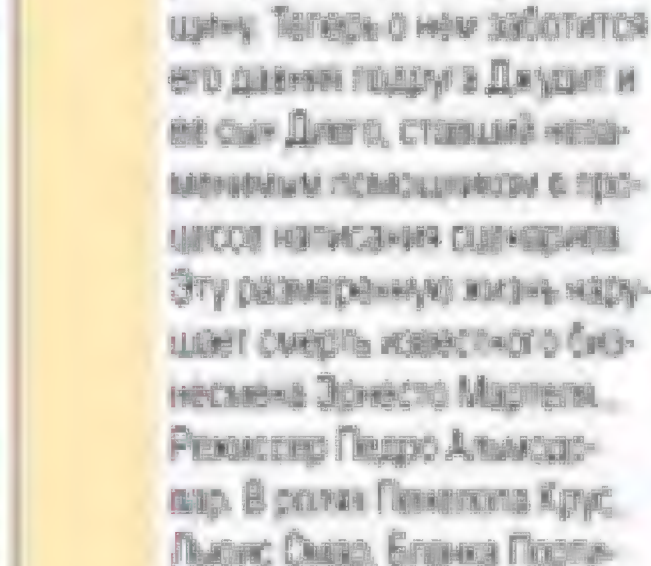 щину. Теперь о нем заботится
его давняя подруга Джудит и
ее сын Диего, ставший неза-
менимым помощником в про-
цессе написания сценариев.
Эту размеренную жизнь нару-
шает смерть известного биз-
несмена Эрнесто Мартела...
Режиссер Педро Альмодо-
вар. В ролях Пенелопа Крус,
Льюис Омар, Бланка Порти-